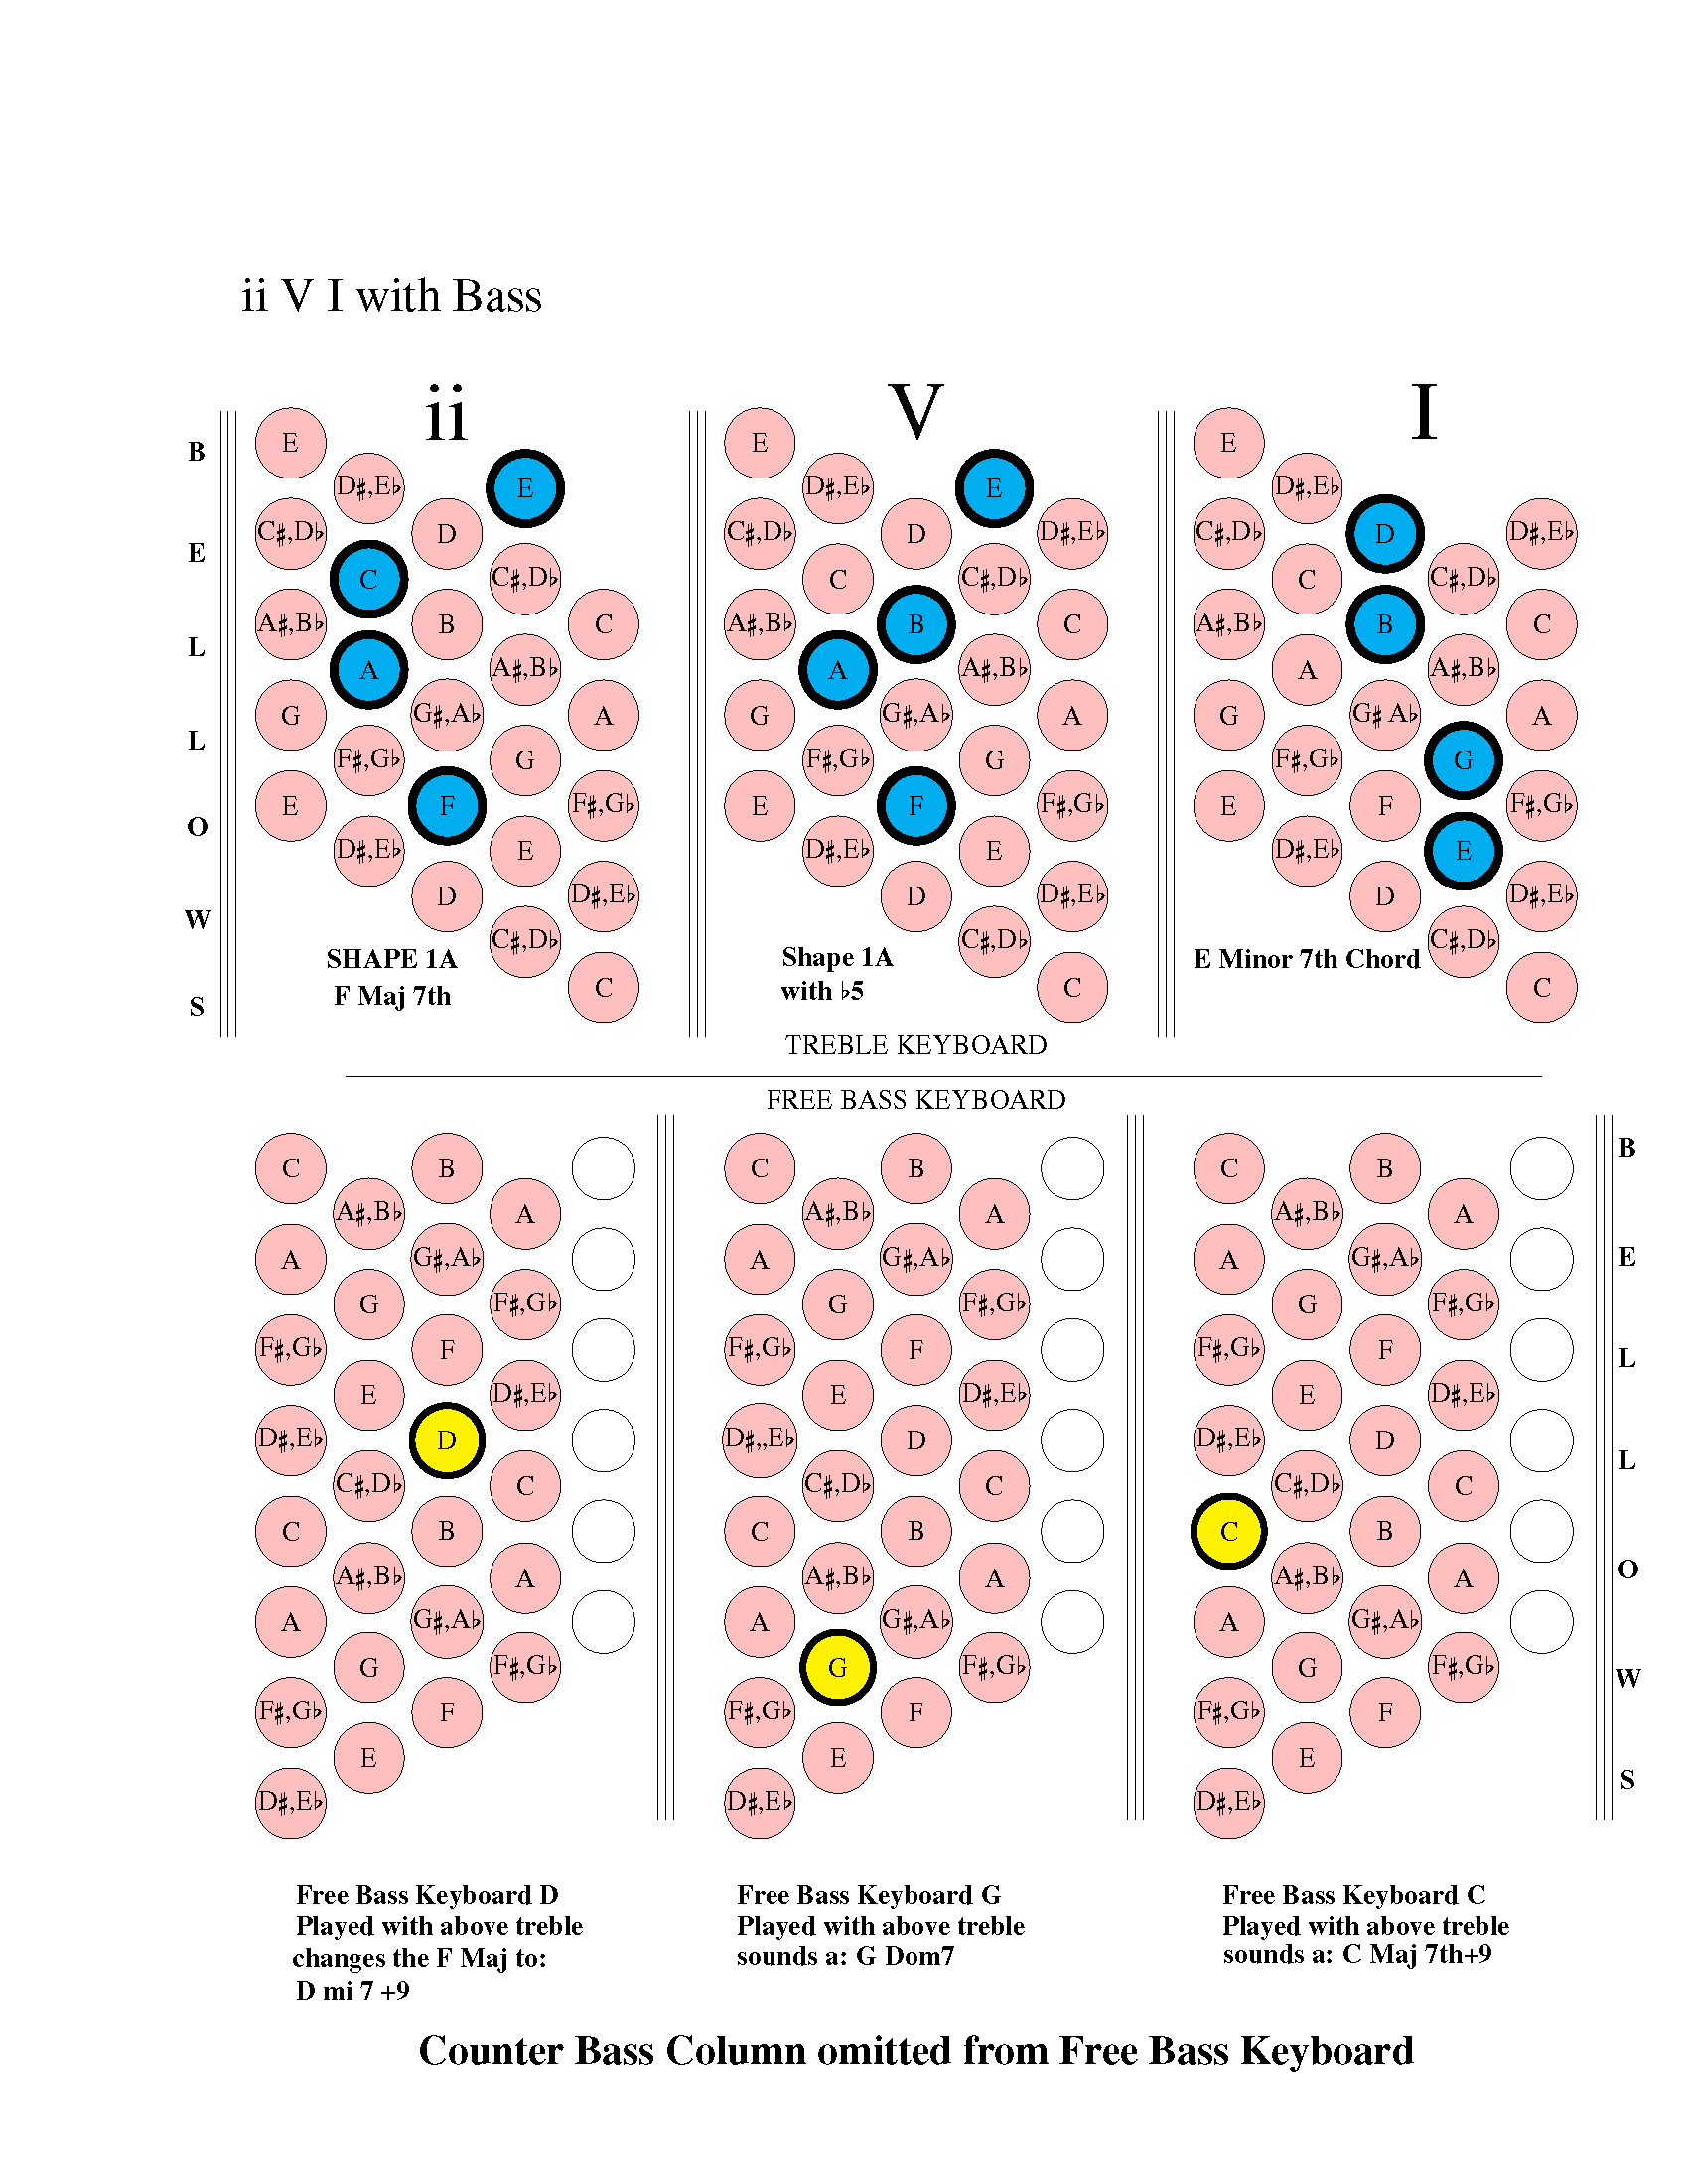 ii V I with Bass
ii
V
I
B
E
L
L
O
W
S
E
D♯,E♭
E
C♯,D♭
D
C
C♯,D♭
A♯,B♭
B
C
A
A♯,B♭
G
G♯,A♭
A
F♯,G♭
G
E
F
F♯,G♭
D♯,E♭
E
D
D♯,E♭
C♯,D♭
C
SHAPE 1A
F Maj 7th
E
D♯,E♭
E
C♯,D♭
D
D♯,E♭
C
C♯,D♭
A♯,B♭
B
C
A
A♯,B♭
G
G♯,A♭
A
F♯,G♭
G
E
F
F♯,G♭
D♯,E♭
E
D
D♯,E♭
C♯,D♭
C
Shape 1A
with ♭5
E
D♯,E♭
C♯,D♭
D
D♯,E♭
C
C♯,D♭
A♯,B♭
B
C
A
A♯,B♭
G
G♯ A♭
A
F♯,G♭
G
E
F
F♯,G♭
D♯,E♭
E
D
D♯,E♭
C♯,D♭
C
E Minor 7th Chord
TREBLE KEYBOARD
FREE BASS KEYBOARD
C
B
A♯,B♭
A
A
G♯,A♭
G
F♯,G♭
F♯,G♭
F
E
D♯,E♭
D♯,E♭
D
C♯,D♭
C
C
B
A♯,B♭
A
A
G♯,A♭
G
F♯,G♭
F♯,G♭
F
E
D♯,E♭
C
B
A♯,B♭
A
A
G♯,A♭
G
F♯,G♭
F♯,G♭
F
E
D♯,E♭
D♯,,E♭
D
C♯,D♭
C
C
B
A♯,B♭
A
A
G♯,A♭
G
F♯,G♭
F♯,G♭
F
E
D♯,E♭
C
B
A♯,B♭
A
A
G♯,A♭
G
F♯,G♭
F♯,G♭
F
E
D♯,E♭
D♯,E♭
D
C♯,D♭
C
C
B
A♯,B♭
A
A
G♯,A♭
G
F♯,G♭
F♯,G♭
F
E
D♯,E♭
B
E
L
L
O
W
S
Free Bass Keyboard D
Played with above treble
changes the F Maj to:
D mi 7 +9
Free Bass Keyboard G
Played with above treble
sounds a: G Dom7
Free Bass Keyboard C
Played with above treble
sounds a: C Maj 7th+9
Counter Bass Column omitted from Free Bass Keyboard